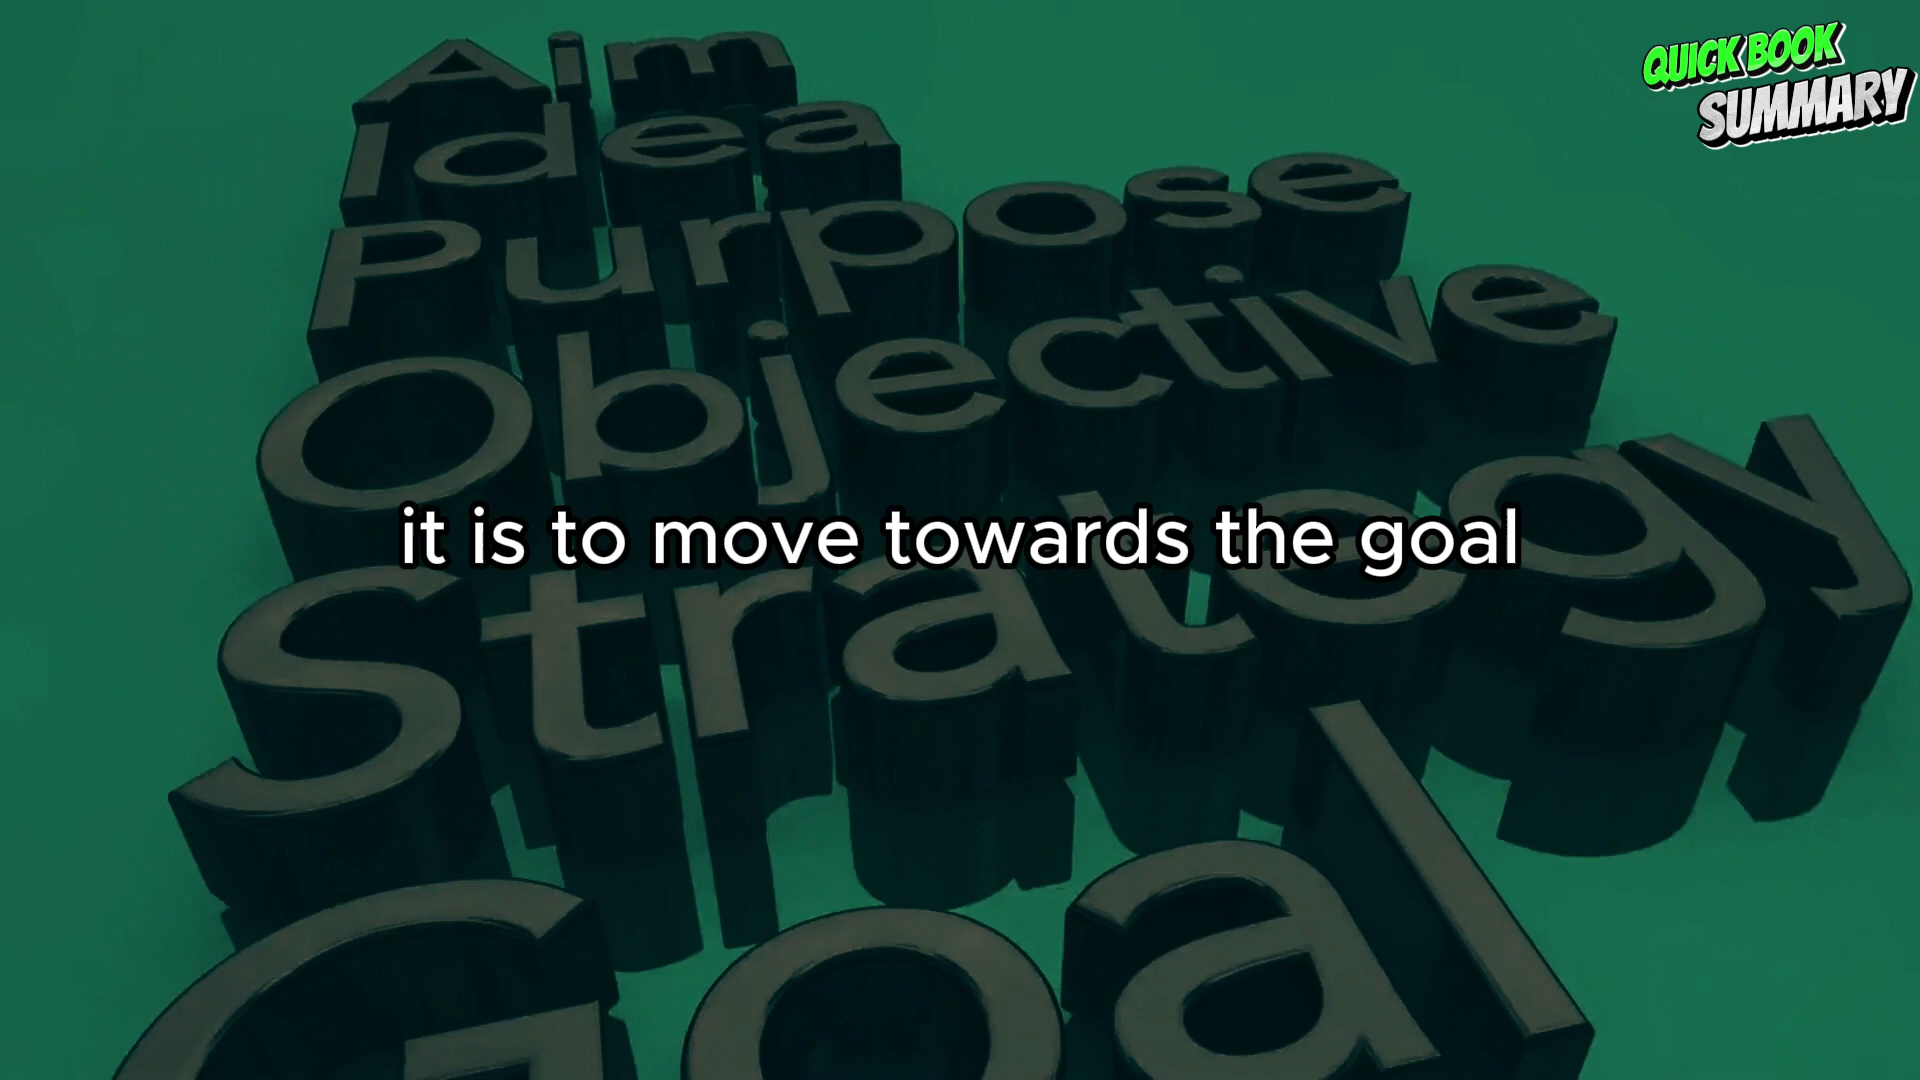 QUICK BOOK
SUMMARY
Aim
Idea
Purpose
Objective
it is to move towards the goal
Strategy
Goal